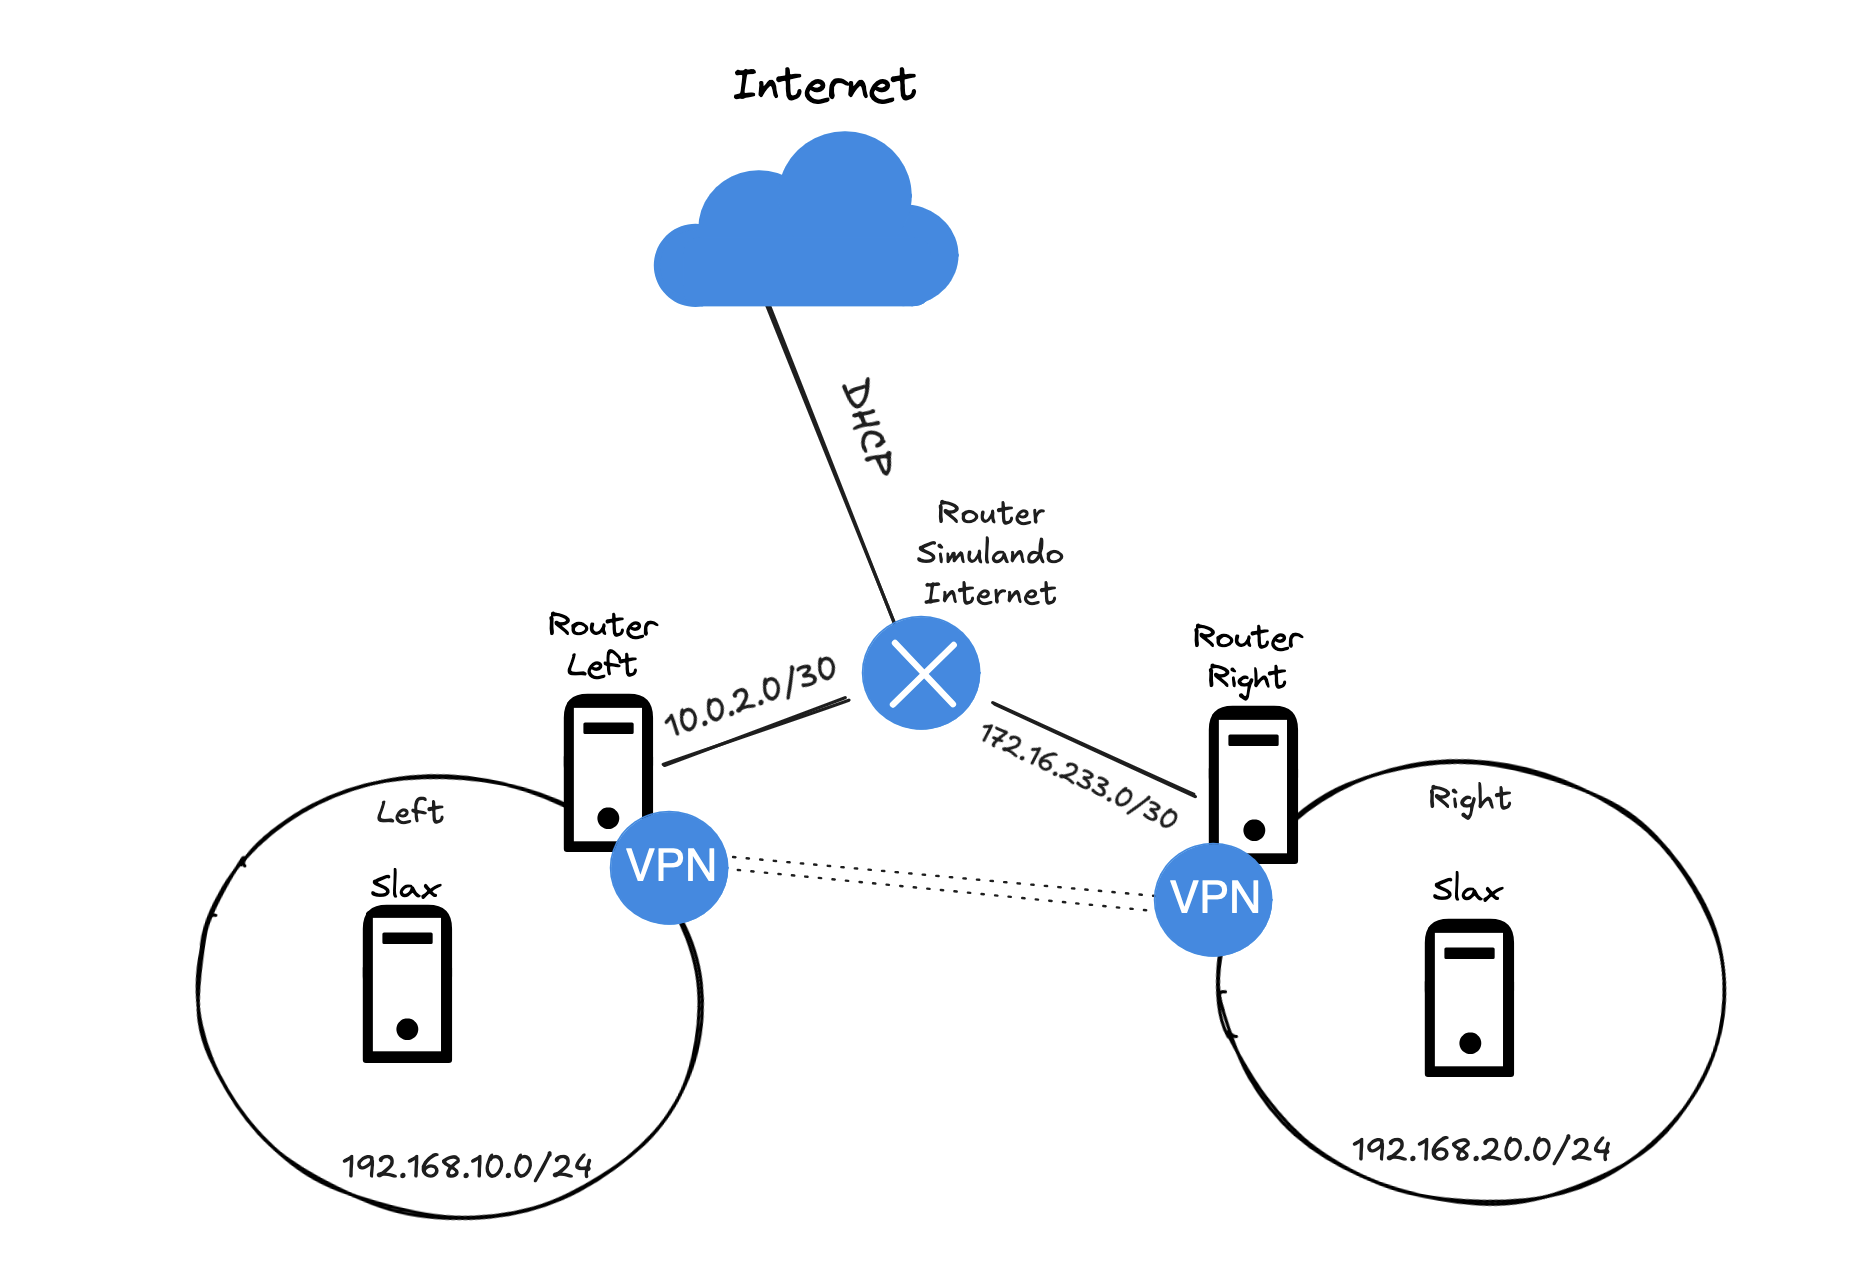 Internet
DHCP
Router
Simulando
Internet
Router
Left
10.0.2.0/30
Router
Right
172.16.233.0/30
Left
Right
VPN
VPN
Slax
Slax
192.168.10.0/24
192.168.20.0/24